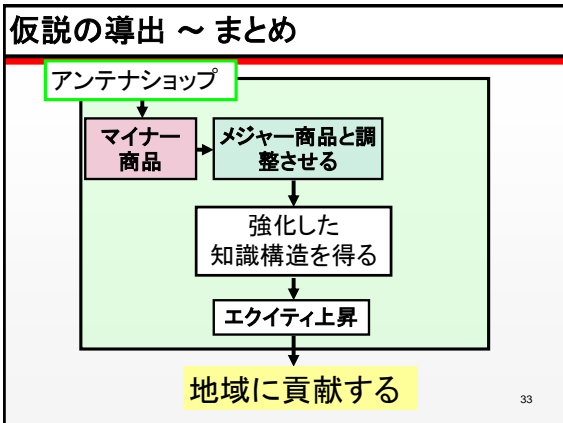 仮説の導出 ~ まとめ
アンテナショップ
マイナー
商品
メジャー商品と調
整させる
強化した
知識構造を得る
エクイティ上昇
地域に貢献する
33